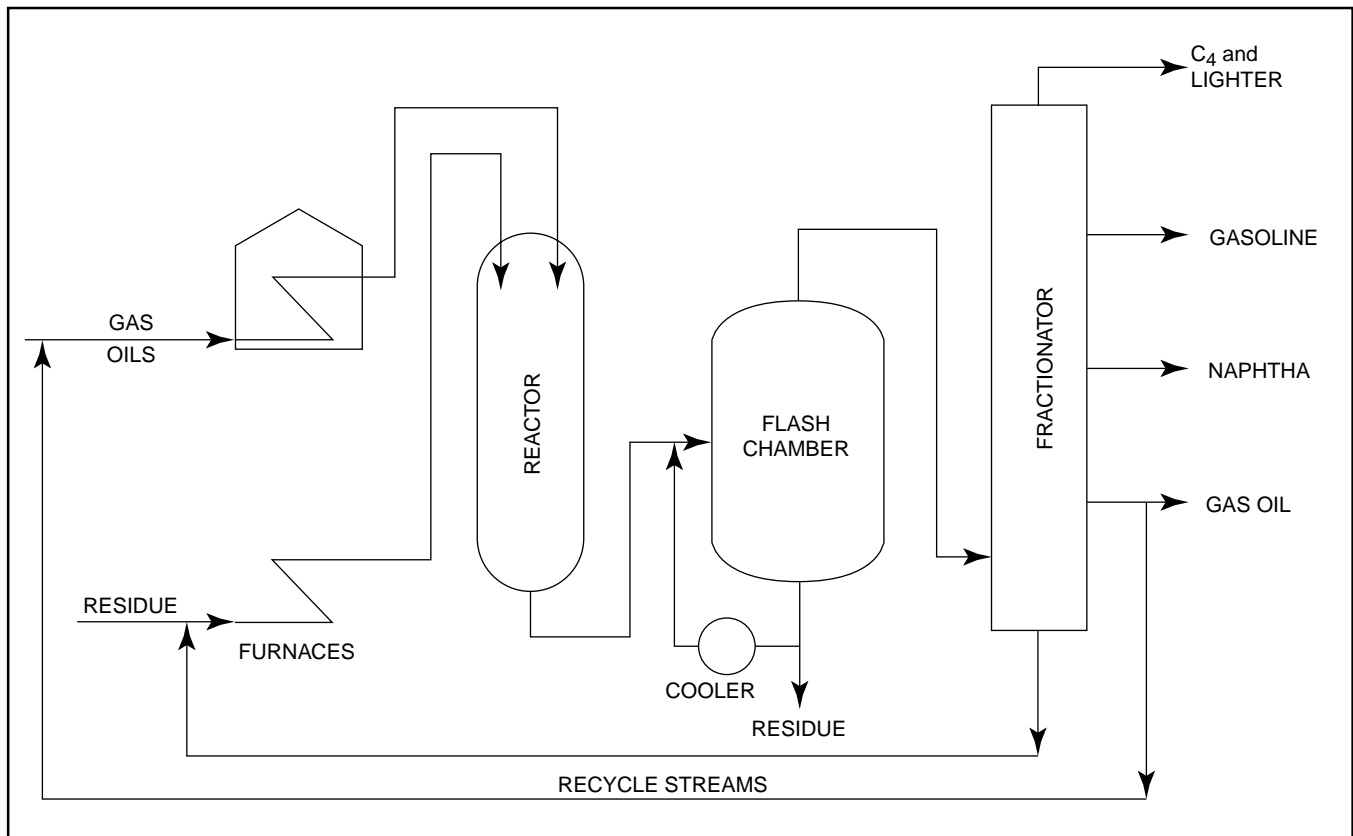 C4 and
LIGHTER
GASOLINE
GAS
OILS
NAPHTHA
REACTOR
FLASH
CHAMBER
FRACTIONATOR
GAS OIL
RESIDUE
FURNACES
COOLER
RESIDUE
RECYCLE STREAMS